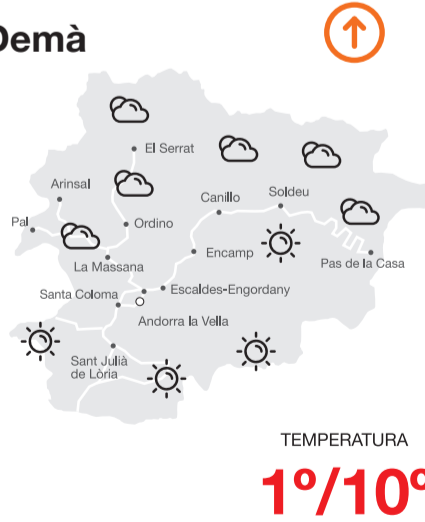 Demà
El Serrat
Arinsal
Canillo
Soldeu
Pal
Ordino
Encamp
Pas de la Casa
La Massana
Santa Coloma
Escaldes-Engordany
Andorra la Vella
Sant Julià
de Lòria
TEMPERATURA
1º/10º